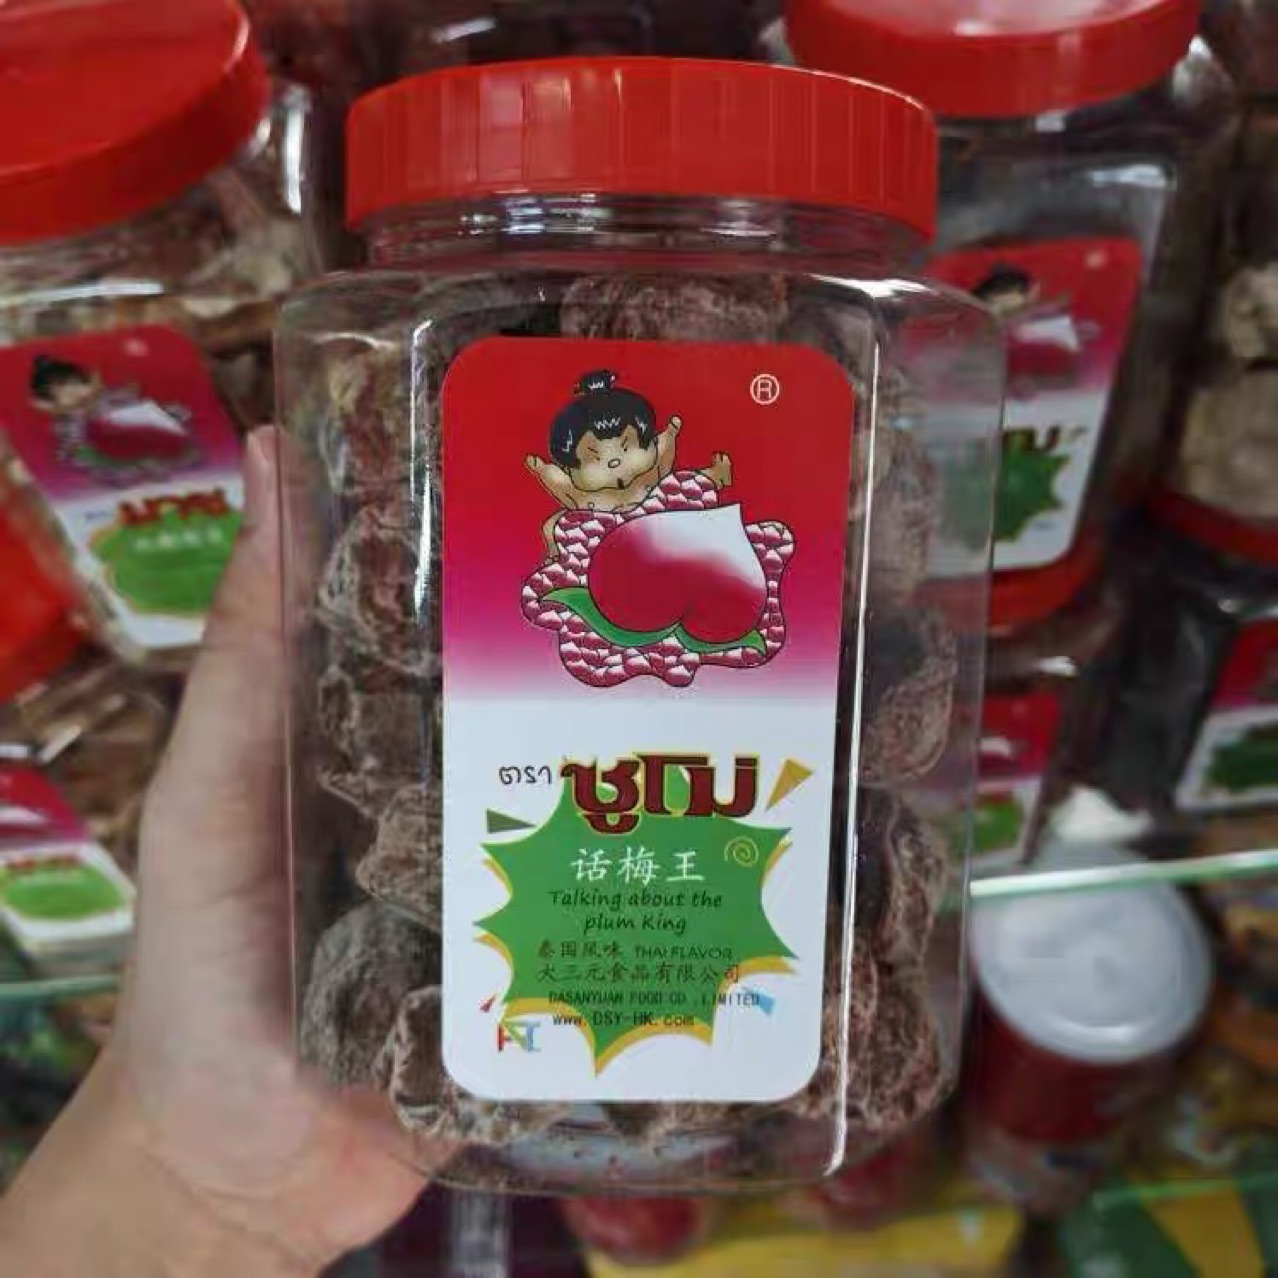 ®
ตรา ซูโม่
话梅王
Talking about the
plum King
泰国风味 THAI FLAVOR
大三元食品有限公司
DASANYUAN FOOD CO .,LIMITED
www.DSY-HK.com